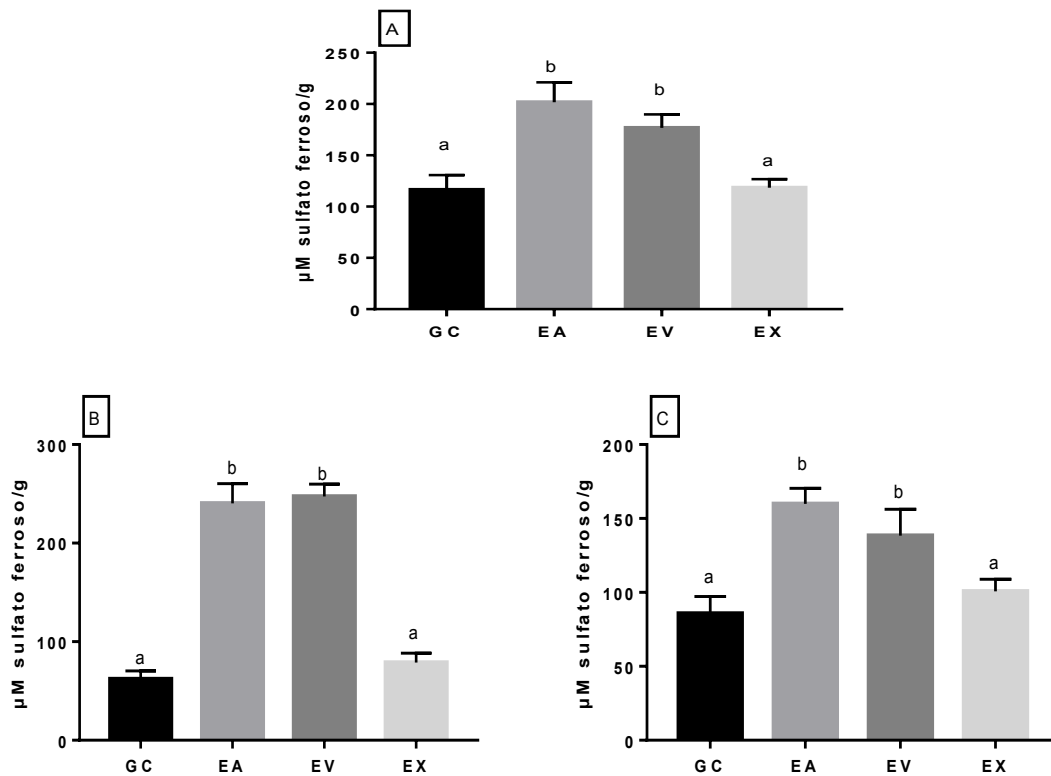 A
µM sulfato ferroso/g
250
200
150
100
50
0
a
b
b
a
GC EA EV EX
B
µM sulfato ferroso/g
300
200
100
0
a
b
b
a
GC EA EV EX
C
µM sulfato ferroso/g
200
150
100
50
0
a
b
b
a
GC EA EV EX